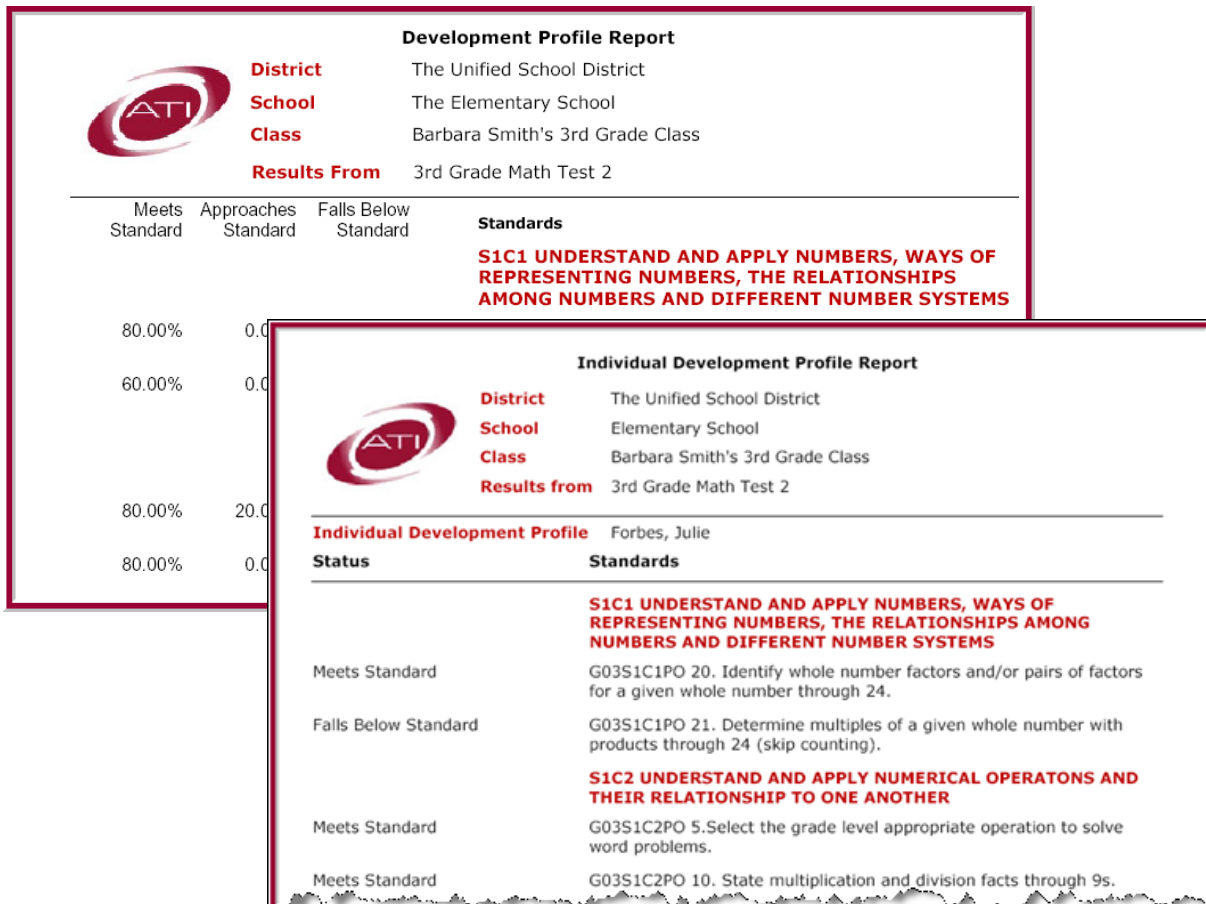 Development Profile Report
ATI
District The Unified School District
School The Elementary School
Class Barbara Smith's 3rd Grade Class
Results From 3rd Grade Math Test 2
Meets Approaches Falls Below
Standard Standard Standard
Standards
S1C1 UNDERSTAND AND APPLY NUMBERS, WAYS OF
REPRESENTING NUMBERS, THE RELATIONSHIPS
AMONG NUMBERS AND DIFFERENT NUMBER SYSTEMS
80.00% 0.0
60.00% 0.0
80.00% 20.0
80.00% 0.0
Individual Development Profile Report
ATI
District The Unified School District
School Elementary School
Class Barbara Smith's 3rd Grade Class
Results from 3rd Grade Math Test 2
Individual Development Profile Forbes, Julie
Status Standards
S1C1 UNDERSTAND AND APPLY NUMBERS, WAYS OF
REPRESENTING NUMBERS, THE RELATIONSHIPS AMONG
NUMBERS AND DIFFERENT NUMBER SYSTEMS
Meets Standard G03S1C1PO 20. Identify whole number factors and/or pairs of factors
for a given whole number through 24.
Falls Below Standard G03S1C1PO 21. Determine multiples of a given whole number with
products through 24 (skip counting).
S1C2 UNDERSTAND AND APPLY NUMERICAL OPERATONS AND
THEIR RELATIONSHIP TO ONE ANOTHER
Meets Standard G03S1C2PO 5.Select the grade level appropriate operation to solve
word problems.
Meets Standard G03S1C2PO 10. State multiplication and division facts through 9s.